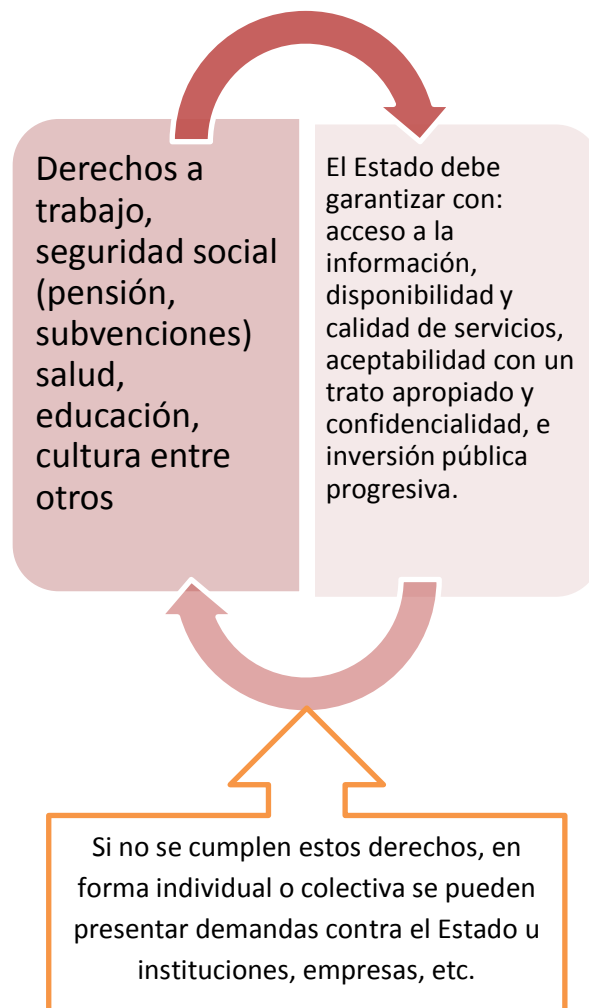 Derechos a
trabajo,
seguridad social
(pensión,
subvenciones)
salud,
educación,
cultura entre
otros
El Estado debe
garantizar con:
acceso a la
información,
disponibilidad y
calidad de servicios,
aceptabilidad con un
trato apropiado y
confidencialidad, e
inversión pública
progresiva.
Si no se cumplen estos derechos, en
forma individual o colectiva se pueden
presentar demandas contra el Estado u
instituciones, empresas, etc.